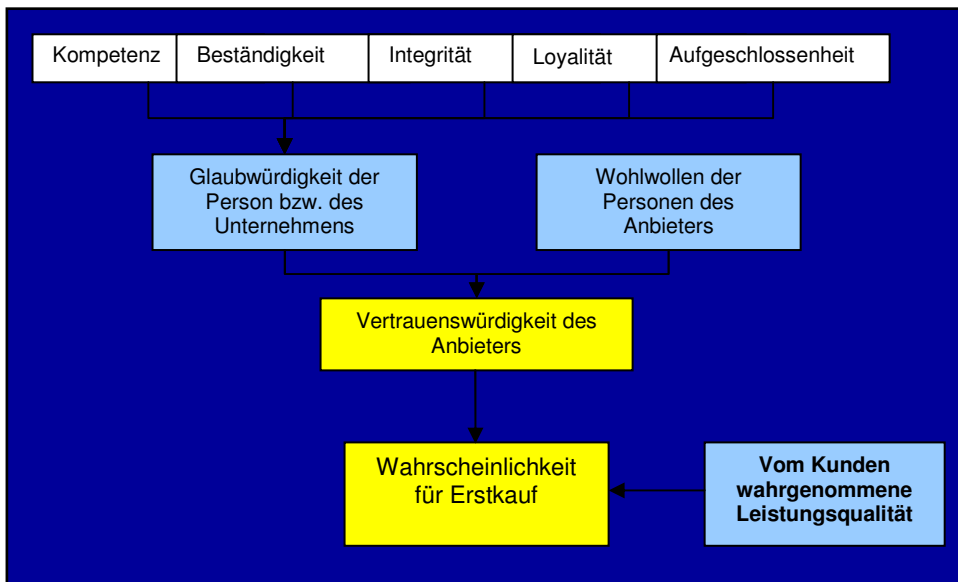 Kompetenz Beständigkeit Integrität Loyalität Aufgeschlossenheit
Glaubwürdigkeit der
Person bzw. des
Unternehmens
Wohlwollen der
Personen des
Anbieters
Vertrauenswürdigkeit des
Anbieters
Wahrscheinlichkeit
für Erstkauf
Vom Kunden
wahrgenommene
Leistungsqualität